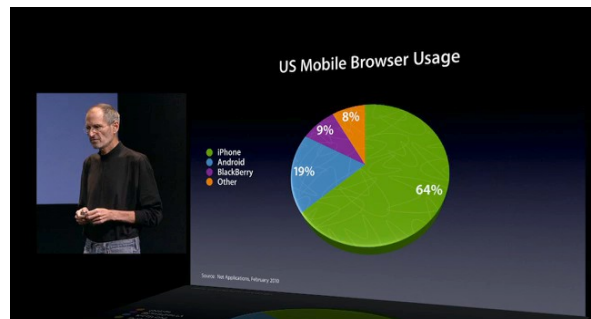 US Mobile Browser Usage
8%
9%
19%
64%
iPhone
Android
BlackBerry
Other
Source: Net Applications, February 2010